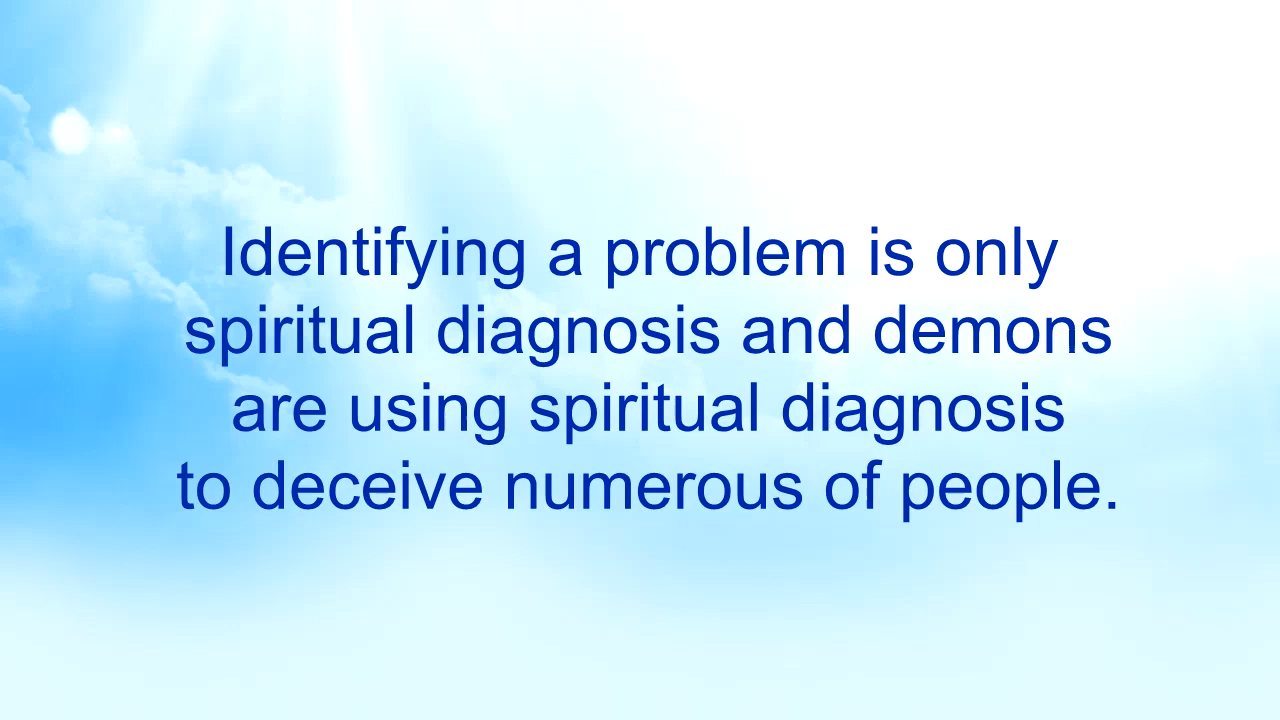 Identifying a problem is only
spiritual diagnosis and demons
are using spiritual diagnosis
to deceive numerous of people.